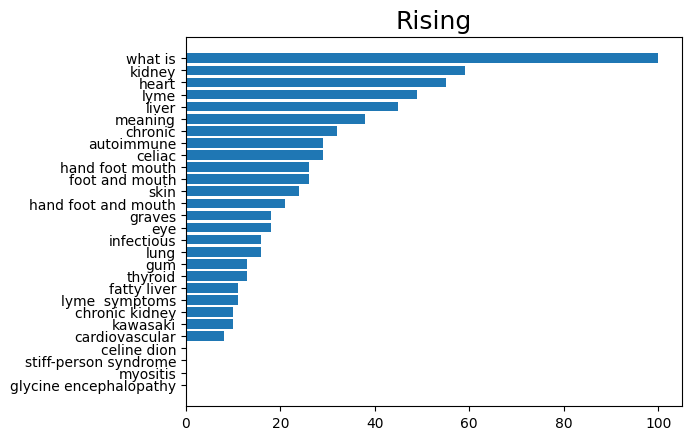 Rising
what is
kidney
heart
lyme
liver
meaning
chronic
autoimmune
celiac
hand foot mouth
foot and mouth
skin
hand foot and mouth
graves
eye
infectious
lung
gum
thyroid
fatty liver
lyme  symptoms
chronic kidney
kawasaki
cardiovascular
celine dion
stiff-person syndrome
myositis
glycine encephalopathy
0 20 40 60 80 100